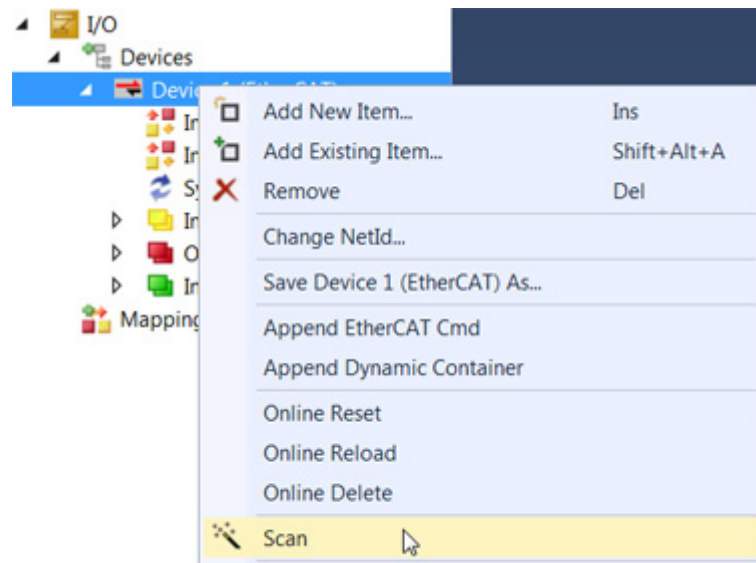 I/O
Devices
Add New Item... Ins
Add Existing Item... Shift+Alt+A
Remove Del
Change NetId...
Save Device 1 (EtherCAT) As...
Append EtherCAT Cmd
Append Dynamic Container
Online Reset
Online Reload
Online Delete
Scan
Mapping